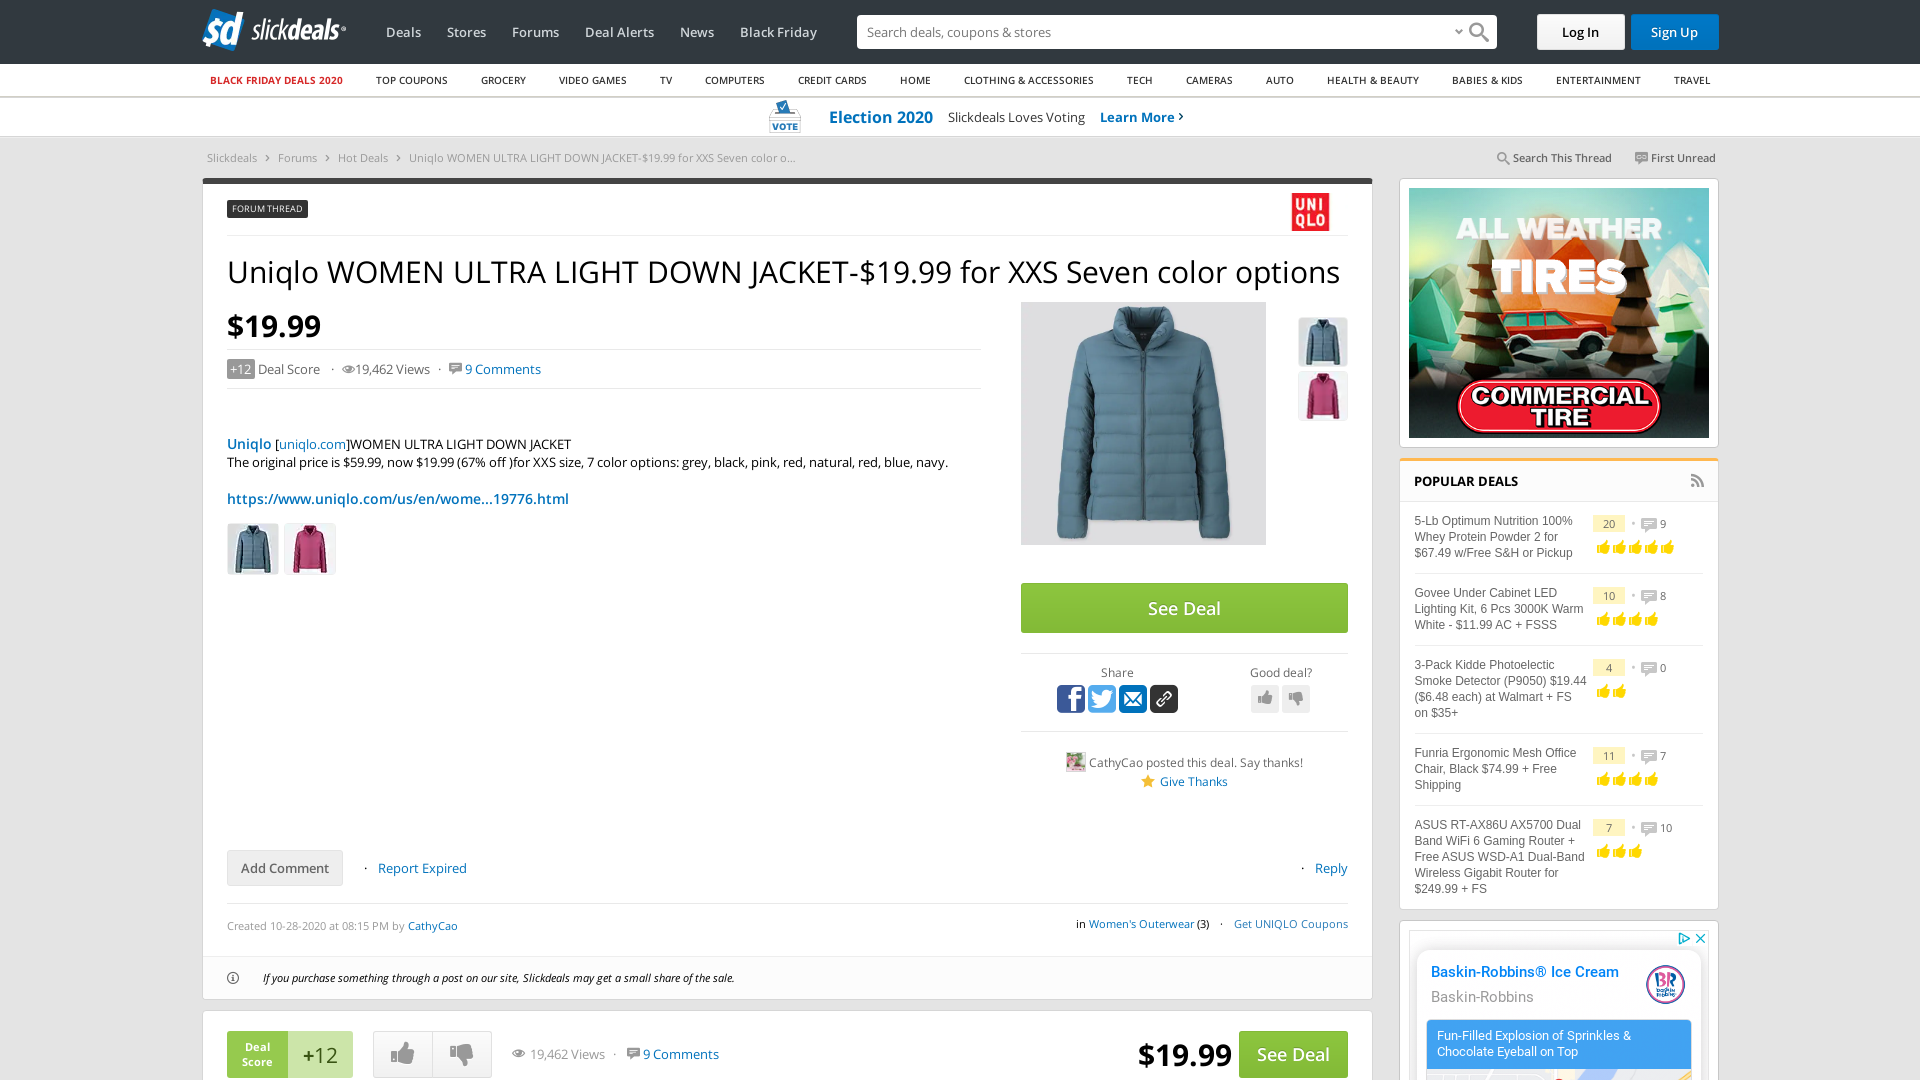 sd slickdeals®
Deals Stores Forums Deal Alerts News Black Friday
Search deals, coupons & shopping
Log In Sign Up
BLACK FRIDAY DEALS 2020 TOP COUPONS GROCERY VIDEO GAMES TV COMPUTERS CREDIT CARDS HOME CLOTHING & ACCESSORIES TECH CAMERAS AUTO HEALTH & BEAUTY BABIES & KIDS ENTERTAINMENT TRAVEL
VOTE Election 2020 Slickdeals Loves Voting Learn More
Slickdeals Forums Hot Deals Uniqlo WOMEN ULTRA LIGHT DOWN JACKET-$19.99 for XXS Seven color o...
Search This Thread First Unread
FORUM THREAD
UNI
QLO
Uniqlo WOMEN ULTRA LIGHT DOWN JACKET-$19.99 for XXS Seven color options
$19.99
+12 Deal Score · 19,462 Views · 9 Comments
Uniqlo [uniqlo.com]WOMEN ULTRA LIGHT DOWN JACKET
The original price is $59.99, now $19.99 (67% off )for XXS size, 7 color options: grey, black, pink, red, natural, red, blue, navy.
https://www.uniqlo.com/us/en/wome...19776.html
See Deal
Share Good deal?
CathyCao posted this deal. Say thanks!
Give Thanks
Add Comment · Report Expired
· Reply
Created 10-28-2020 at 08:15 PM by CathyCao
in Women's Outerwear (3) · Get UNIQLO Coupons
If you purchase something through a post on our site, Slickdeals may get a small share of the sale.
Deal
Score
+12
19,462 Views · 9 Comments
$19.99 See Deal
ALL WEATHER
TIRES
COMMERCIAL
TIRE
POPULAR DEALS
5-Lb Optimum Nutrition 100%
Whey Protein Powder 2 for
$67.49 w/Free S&H or Pickup
20 • 9
Govee Under Cabinet LED
Lighting Kit, 6 Pcs 3000K Warm
White - $11.99 AC + FSSS
10 • 8
3-Pack Kidde Photoelectic
Smoke Detector (P9050) $19.44
($6.48 each) at Walmart + FS
on $35+
4 • 0
Funria Ergonomic Mesh Office
Chair, Black $74.99 + Free
Shipping
11 • 7
ASUS RT-AX86U AX5700 Dual
Band WiFi 6 Gaming Router +
Free ASUS WSD-A1 Dual-Band
Wireless Gigabit Router for
$249.99 + FS
7 • 10
Baskin-Robbins® Ice Cream
Baskin-Robbins
BR
baskin
robbins
Fun-Filled Explosion of Sprinkles &
Chocolate Eyeball on Top